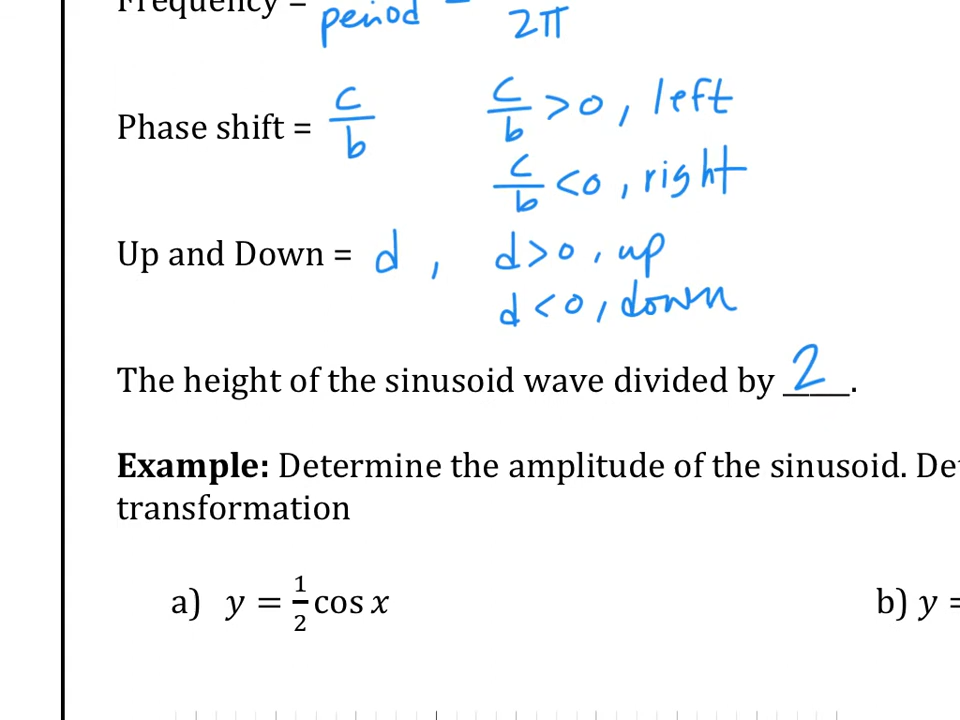 Frequency = period = 2π
Phase shift = c/b c/b > 0, left
c/b < 0, right
Up and Down = d, d > 0, up
d < 0, down
The height of the sinusoid wave divided by 2.
Example: Determine the amplitude of the sinusoid. De
transformation
a) y = 1/2 cos x b) y =